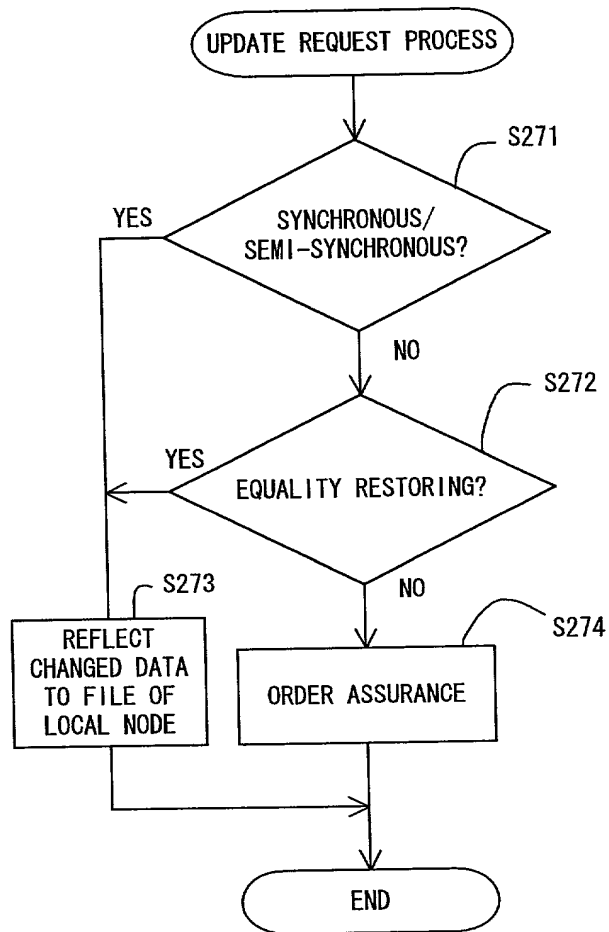 UPDATE REQUEST PROCESS
S271
YES
SYNCHRONOUS/
SEMI-SYNCHRONOUS?
NO
S272
YES
EQUALITY RESTORING?
NO
S273
S274
REFLECT
CHANGED DATA
TO FILE OF
LOCAL NODE
ORDER ASSURANCE
END